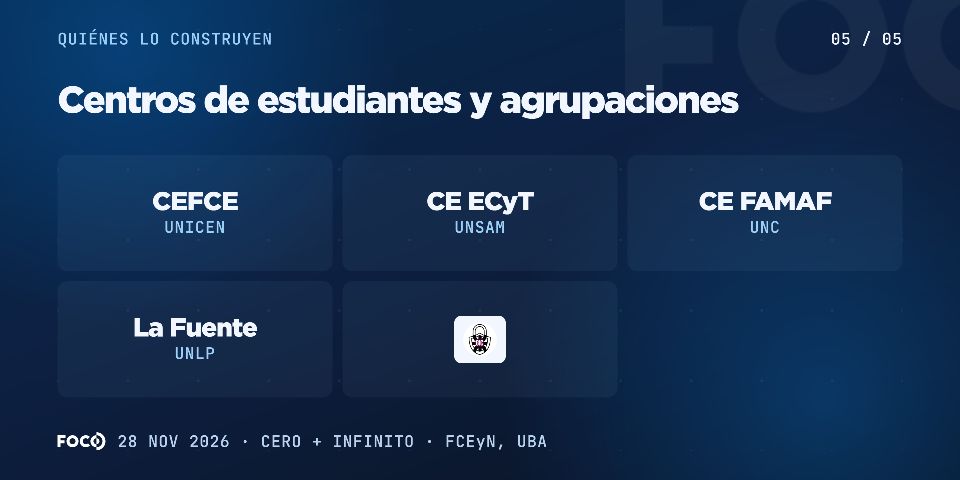 QUIÉNES LO CONSTRUYEN
05 / 05
Centros de estudiantes y agrupaciones
CEFCE
UNICEN
CE ECyT
UNSAM
CE FAMAF
UNC
La Fuente
UNLP
FOCO 28 NOV 2026 · CERO + INFINITO · FCEyN, UBA